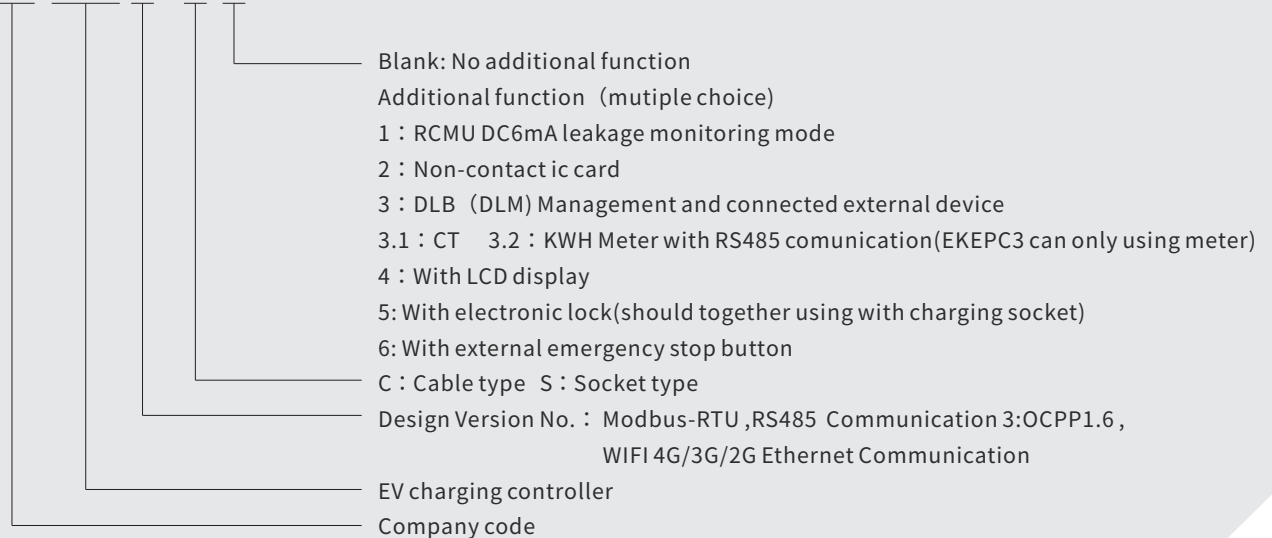 Blank: No additional function
Additional function（mutiple choice)
1：RCMU DC6mA leakage monitoring mode
2：Non-contact ic card
3：DLB（DLM) Management and connected external device
3.1：CT 3.2：KWH Meter with RS485 comunication(EKEPC3 can only using meter)
4：With LCD display
5: With electronic lock(should together using with charging socket)
6: With external emergency stop button
C：Cable type S：Socket type
Design Version No.： Modbus-RTU ,RS485 Communication 3:OCPP1.6 ,
WIFI 4G/3G/2G Ethernet Communication
EV charging controller
Company code